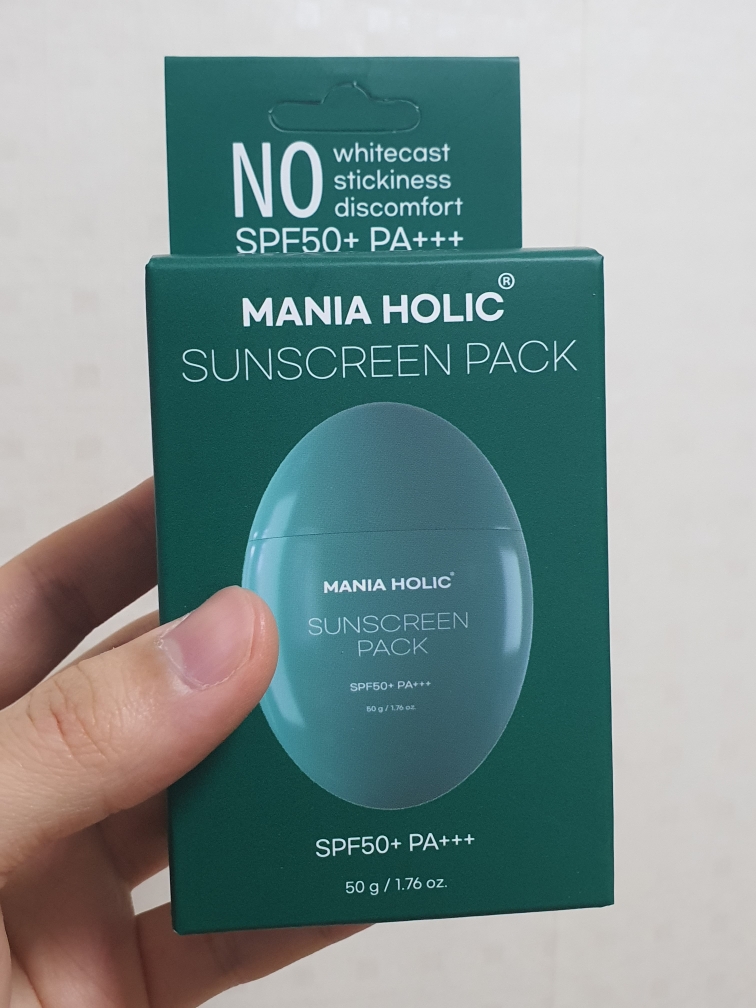 NO whitecast
stickiness
discomfort
SPF50+ PA+++
MANIA HOLIC®
SUNSCREEN PACK
MANIA HOLIC®
SUNSCREEN
PACK
SPF50+ PA+++
50 g / 1.76 oz.
SPF50+ PA+++
50 g / 1.76 oz.